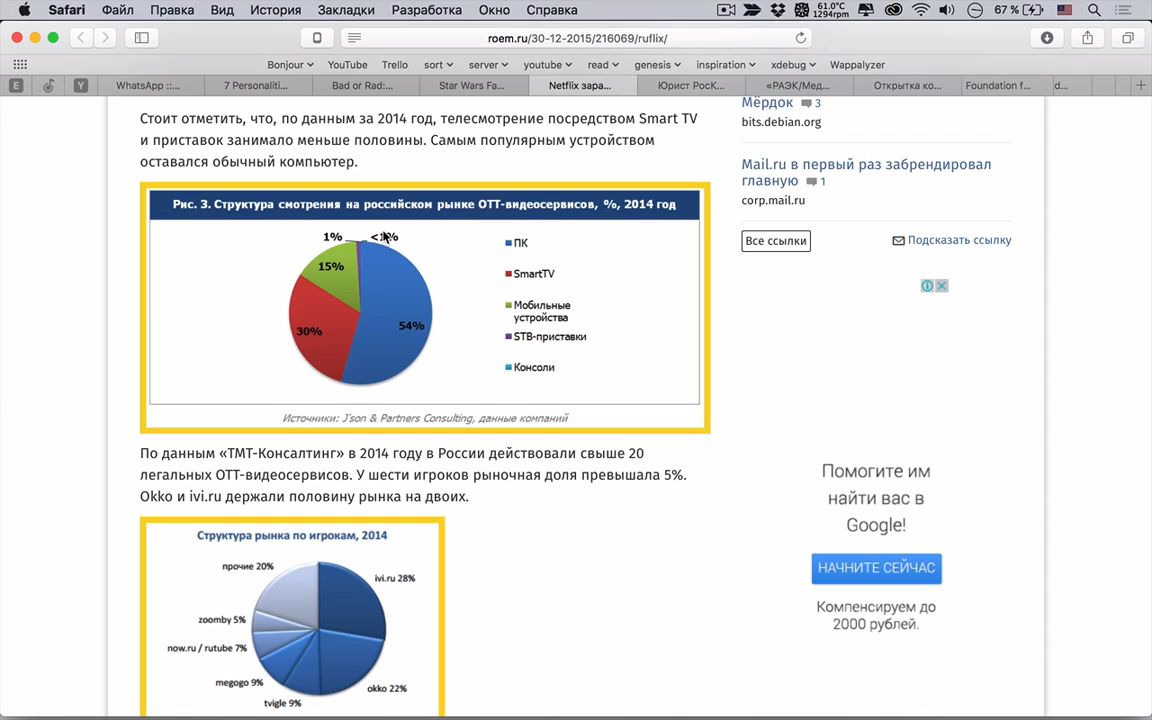 Safari Файл Правка Вид История Закладки Разработка Окно Справка 61.0°C 1294rpm 67 %
roem.ru/30-12-2015/216069/ruflix/
Bonjour YouTube Trello sort server youtube read genesis inspiration xdebug Wappalyzer
E Y WhatsApp ::... 7 Personaliti... Bad or Rad:... Star Wars Fa... Netflix зара... Юрист РосК... «РАЭК/Мед... Открытка ко... Foundation f... d...
Стоит отметить, что, по данным за 2014 год, телесмотрение посредством Smart TV
и приставок занимало меньше половины. Самым популярным устройством
оставался обычный компьютер.
Рис. 3. Структура смотрения на российском рынке ОТТ-видеосервисов, %, 2014 год
1%
15%
30%
54%
ПК
SmartTV
Мобильные
устройства
STB-приставки
Консоли
Источники: J'son & Partners Consulting, данные компаний
По данным «ТМТ-Консалтинг» в 2014 году в России действовали свыше 20
легальных ОТТ-видеосервисов. У шести игроков рыночная доля превышала 5%.
Okko и ivi.ru держали половину рынка на двоих.
Структура рынка по игрокам, 2014
прочие 20%
ivi.ru 28%
zoomby 5%
now.ru / rutube 7%
megogo 9%
okko 22%
tvigle 9%
Мёрдок 3
bits.debian.org
Mail.ru в первый раз забрендировал
главную 1
corp.mail.ru
Все ссылки Подсказать ссылку
Помогите им
найти вас в
Google!
НАЧНИТЕ СЕЙЧАС
Компенсируем до
2000 рублей.